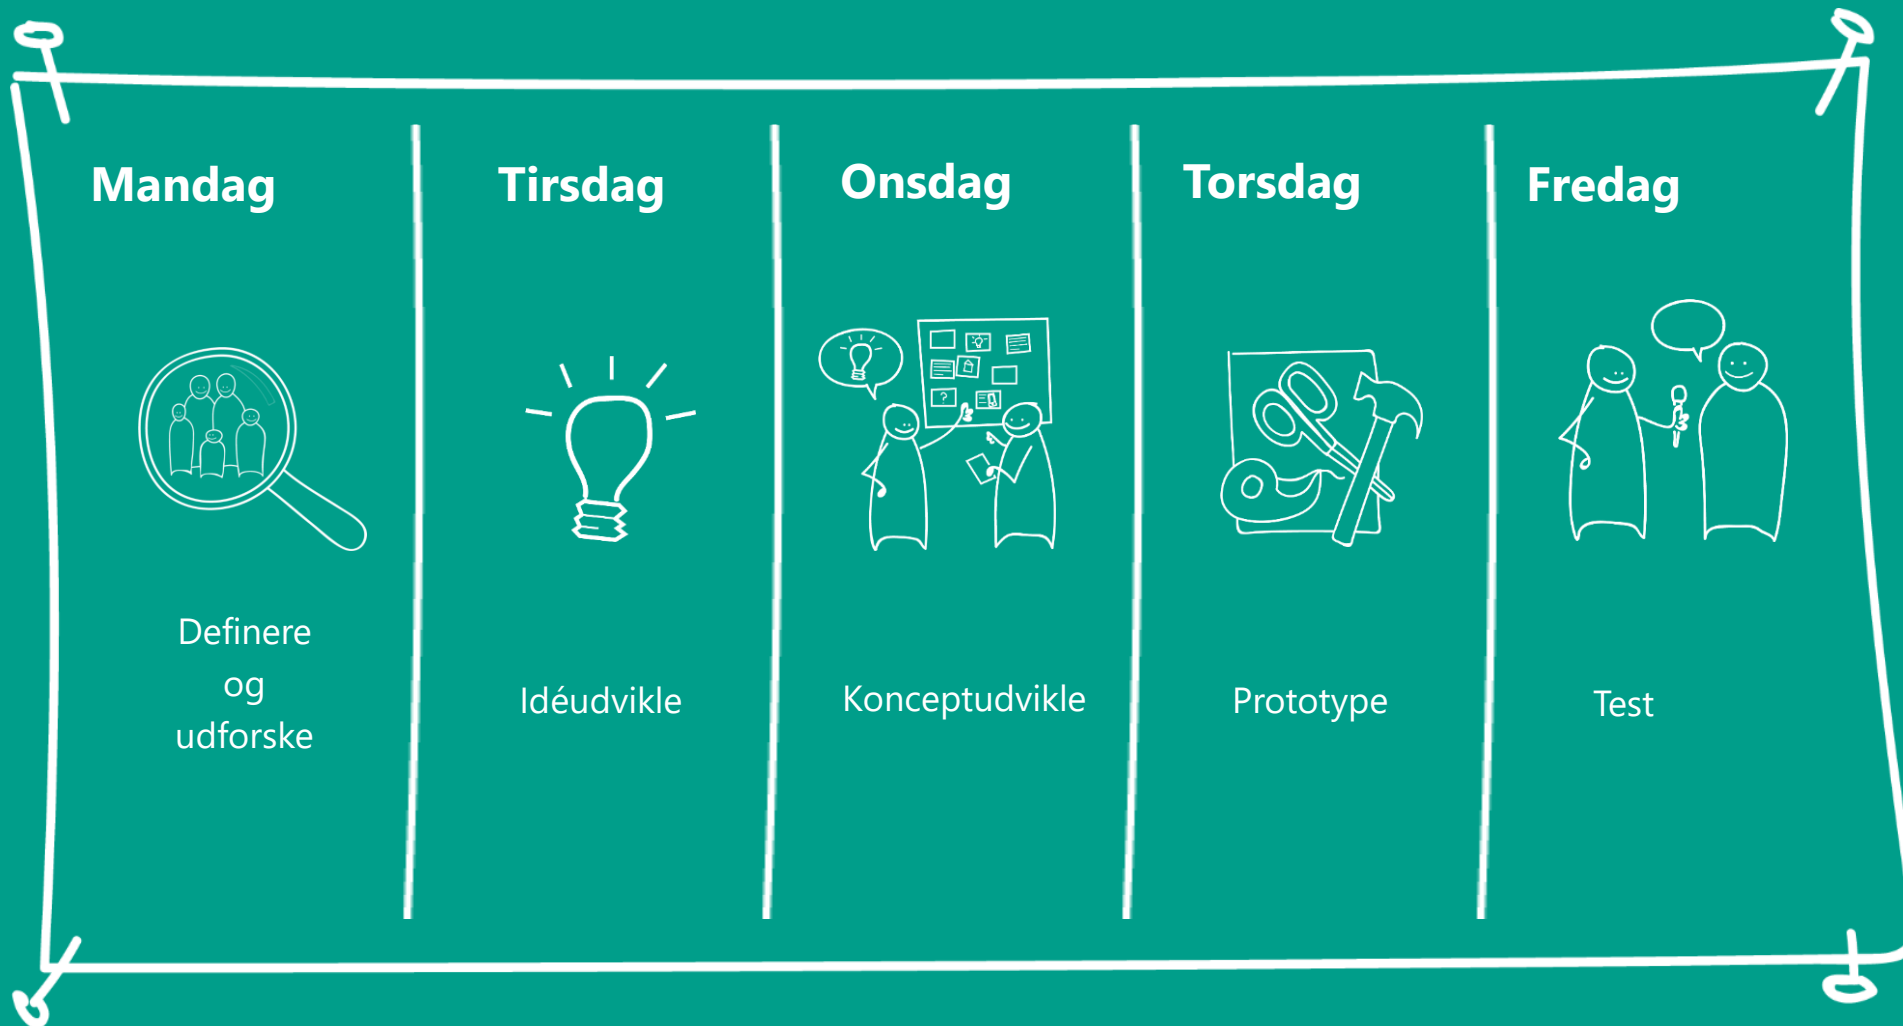 Mandag
Tirsdag
Onsdag
Torsdag
Fredag
?
Definere
og
udforske
Idéudvikle
Konceptudvikle
Prototype
Test